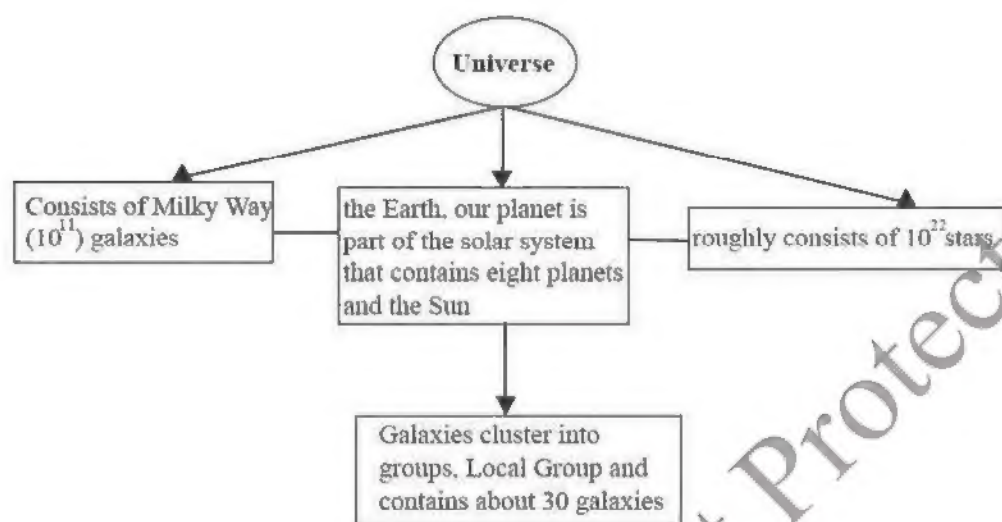 Universe
Consists of Milky Way
(10¹¹) galaxies
the Earth, our planet is
part of the solar system
that contains eight planets
and the Sun
roughly consists of 10²² stars
Galaxies cluster into
groups, Local Group and
contains about 30 galaxies